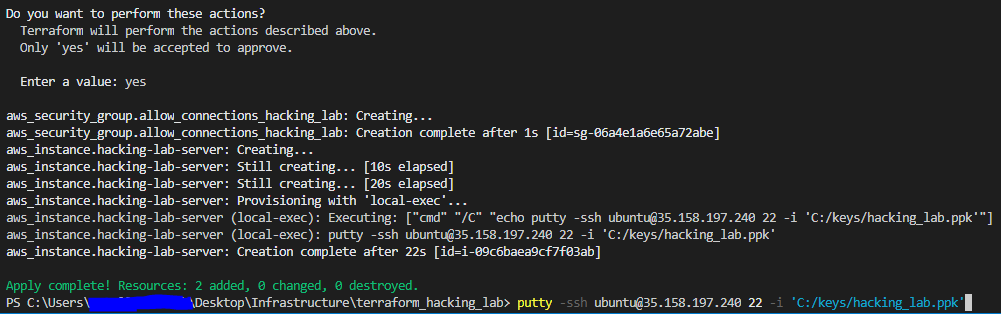 Do you want to perform these actions?
  Terraform will perform the actions described above.
  Only 'yes' will be accepted to approve.

  Enter a value: yes

aws_security_group.allow_connections_hacking_lab: Creating...
aws_security_group.allow_connections_hacking_lab: Creation complete after 1s [id=sg-06a4e1a6e65a72abe]
aws_instance.hacking-lab-server: Creating...
aws_instance.hacking-lab-server: Still creating... [10s elapsed]
aws_instance.hacking-lab-server: Still creating... [20s elapsed]
aws_instance.hacking-lab-server: Provisioning with 'local-exec'...
aws_instance.hacking-lab-server (local-exec): Executing: ["cmd" "/C" "echo putty -ssh ubuntu@35.158.197.240 22 -i 'C:/keys/hacking_lab.ppk'"]
aws_instance.hacking-lab-server (local-exec): putty -ssh ubuntu@35.158.197.240 22 -i 'C:/keys/hacking_lab.ppk'
aws_instance.hacking-lab-server: Creation complete after 22s [id=i-09c6baea9cf7f03ab]

Apply complete! Resources: 2 added, 0 changed, 0 destroyed.
PS C:\Users\ \Desktop\Infrastructure\terraform_hacking_lab> putty -ssh ubuntu@35.158.197.240 22 -i 'C:/keys/hacking_lab.ppk'